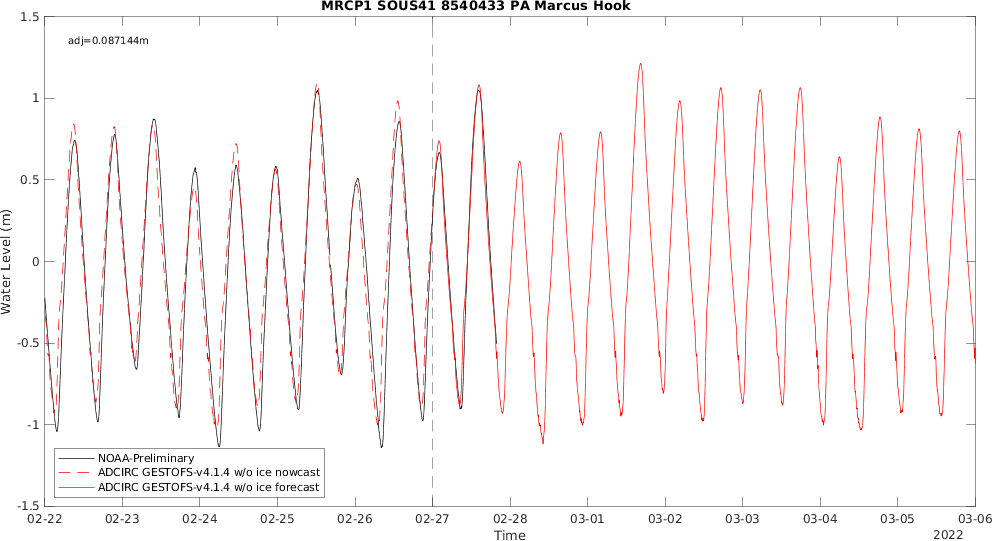 MRCP1 SOUS41 8540433 PA Marcus Hook
adj=0.087144m
1.5
1
0.5
0
-0.5
-1
-1.5
Water Level (m)
NOAA-Preliminary
ADCIRC GESTOFS-v4.1.4 w/o ice nowcast
ADCIRC GESTOFS-v4.1.4 w/o ice forecast
02-22 02-23 02-24 02-25 02-26 02-27 02-28 03-01 03-02 03-03 03-04 03-05 03-06
Time
2022